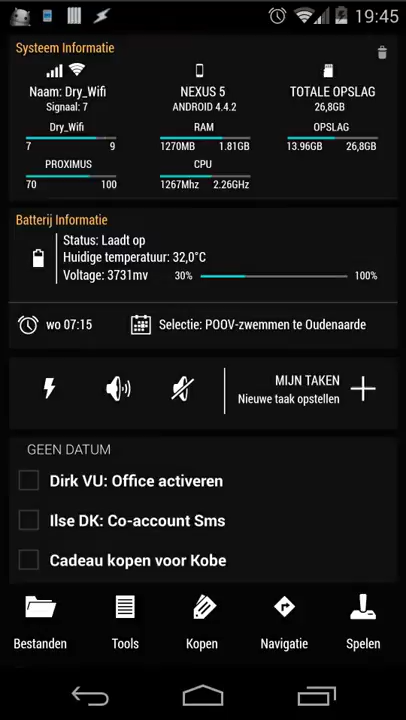 19:45
Systeem Informatie
Naam: Dry_Wifi
Signaal: 7
NEXUS 5
ANDROID 4.4.2
TOTALE OPSLAG
26,8GB
Dry_Wifi
7 9
RAM
1270MB 1.81GB
OPSLAG
13.96GB 26,8GB
PROXIMUS
70 100
CPU
1267Mhz 2.26GHz
Batterij Informatie
Status: Laadt op
Huidige temperatuur: 32,0°C
Voltage: 3731mv 30% 100%
wo 07:15 Selectie: POOV-zwemmen te Oudenaarde
MIJN TAKEN
Nieuwe taak opstellen
GEEN DATUM
Dirk VU: Office activeren
Ilse DK: Co-account Sms
Cadeau kopen voor Kobe
Bestanden Tools Kopen Navigatie Spelen